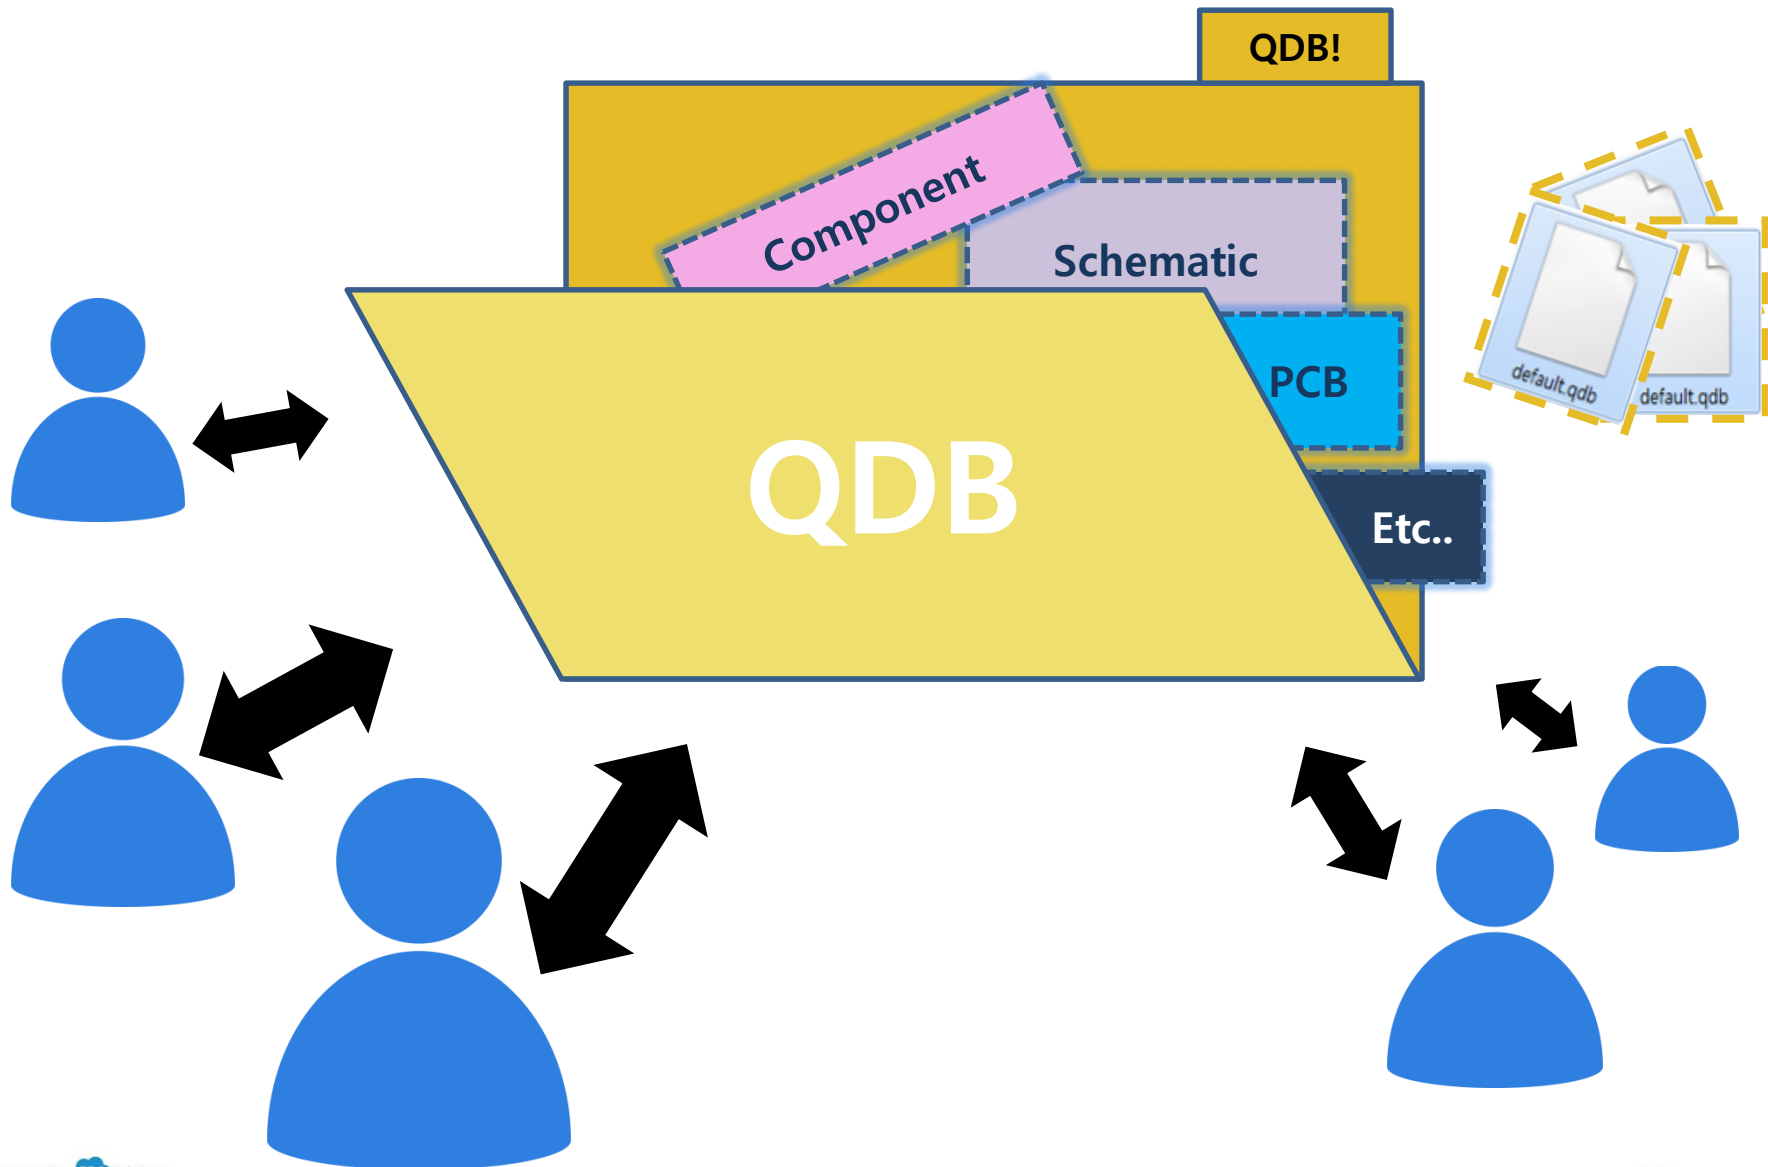 QDB!
Component
Schematic
PCB
default.qdb
default.qdb
QDB
Etc..